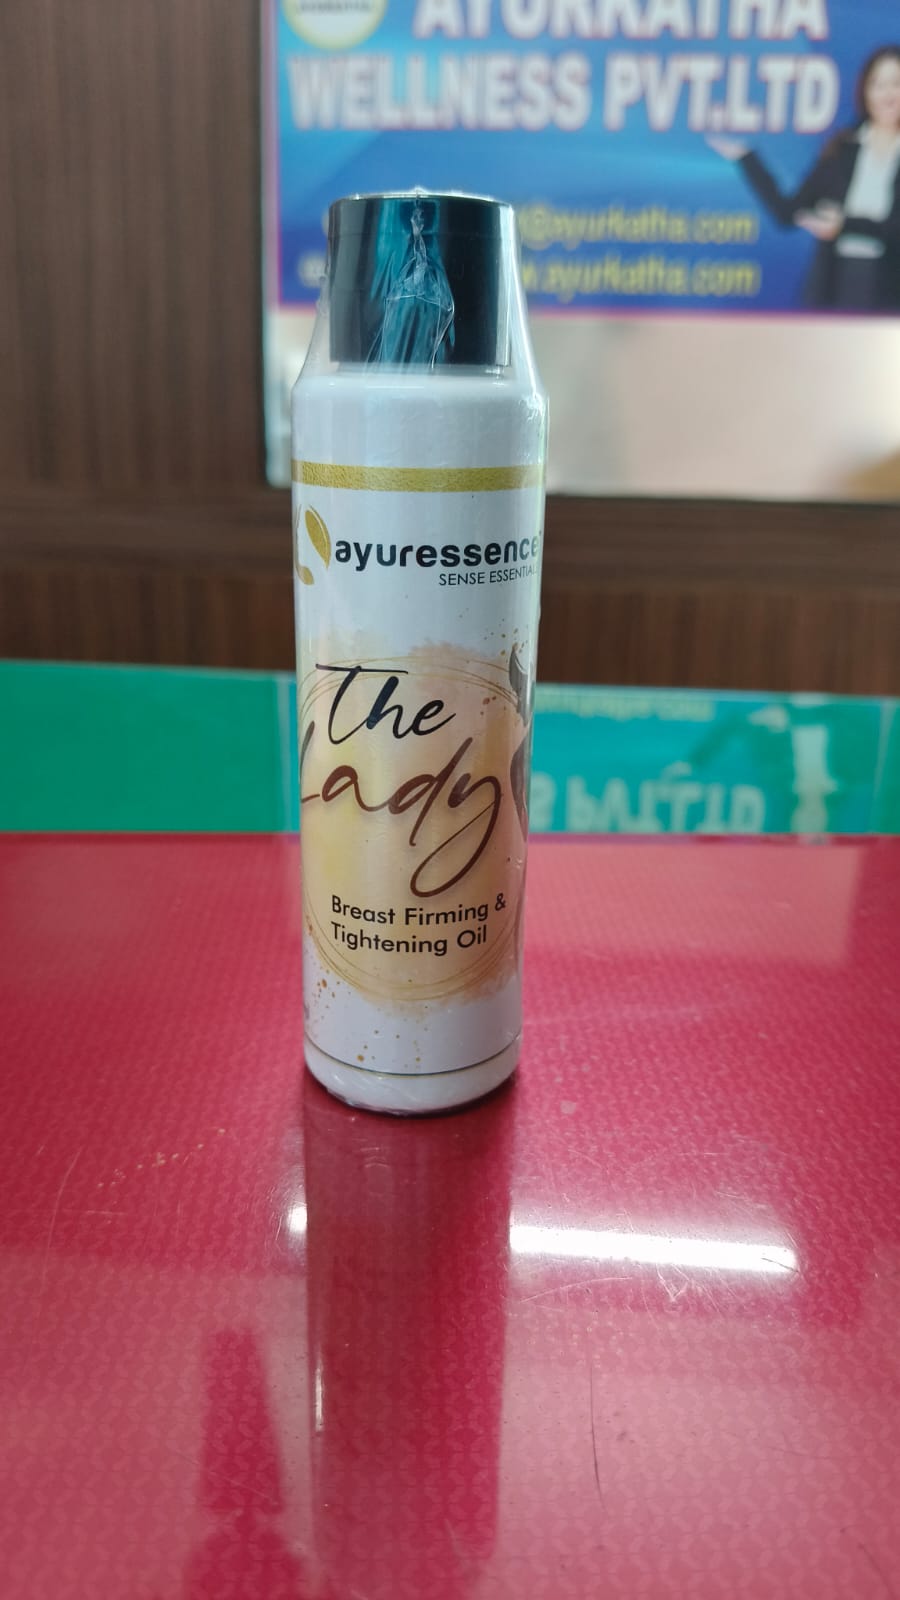 AYURKATHA
WELLNESS PVT.LTD
@ayurkatha.com
.ayurkatha.com
ayuressence
SENSE ESSENTIAL
The
Lady
Breast Firming &
Tightening Oil